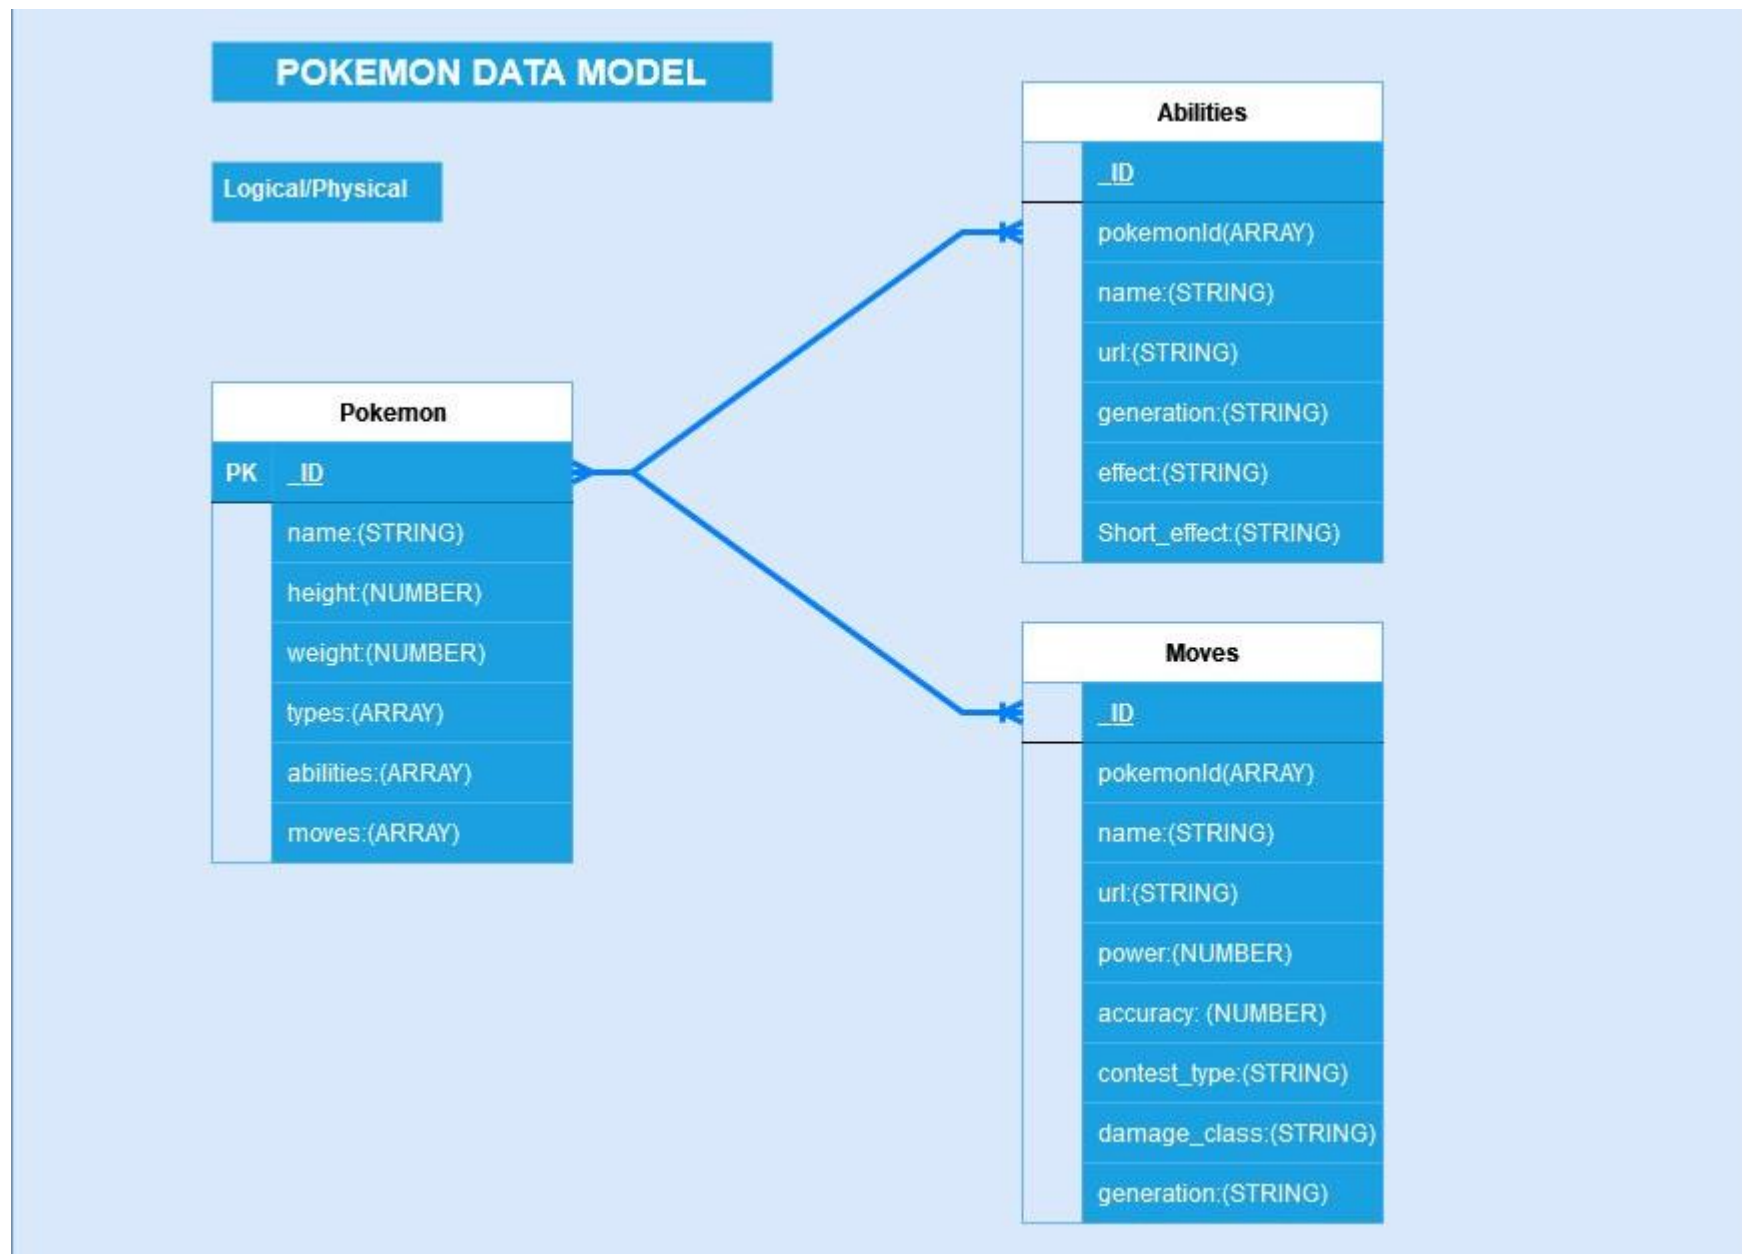 POKEMON DATA MODEL
Logical/Physical
Pokemon
PK _ID
name:(STRING)
height:(NUMBER)
weight:(NUMBER)
types:(ARRAY)
abilities:(ARRAY)
moves:(ARRAY)
Abilities
_ID
pokemonId(ARRAY)
name:(STRING)
url:(STRING)
generation:(STRING)
effect:(STRING)
Short_effect:(STRING)
Moves
_ID
pokemonId(ARRAY)
name:(STRING)
url:(STRING)
power:(NUMBER)
accuracy: (NUMBER)
contest_type:(STRING)
damage_class:(STRING)
generation:(STRING)